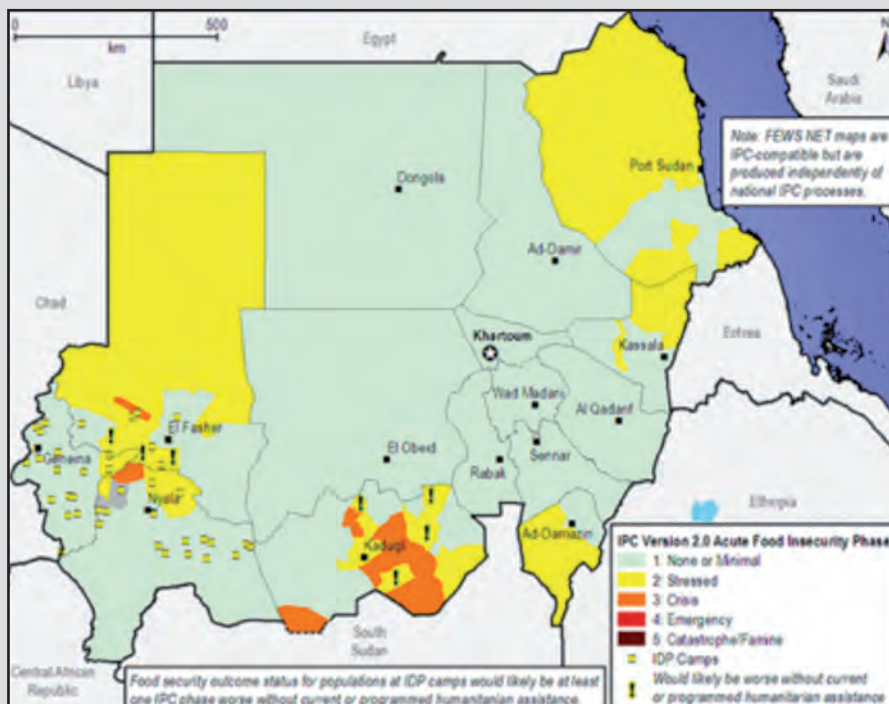 0
500
km
Egypt
N
Libya
Saudi
Arabia
Note: FEWS NET maps are
IPC-compatible but are
produced independently of
national IPC processes.
Port Sudan
Dongola
Ad-Damir
Chad
Khartoum
Kassala
Eritrea
Wad Madani
Al Qadarif
El Fasher
Geneina
El Obeid
Rabak
Sennar
Nyala
Ethiopia
Ad-Damazin
Kadugli
South
Sudan
Central African
Republic
IPC Version 2.0 Acute Food Insecurity Phase
1: None or Minimal
2: Stressed
3: Crisis
4: Emergency
5: Catastrophe/Famine
IDP Camps
! Would likely be worse without current
or programmed humanitarian assistance
Food security outcome status for populations at IDP camps would likely be at least
one IPC phase worse without current or programmed humanitarian assistance.